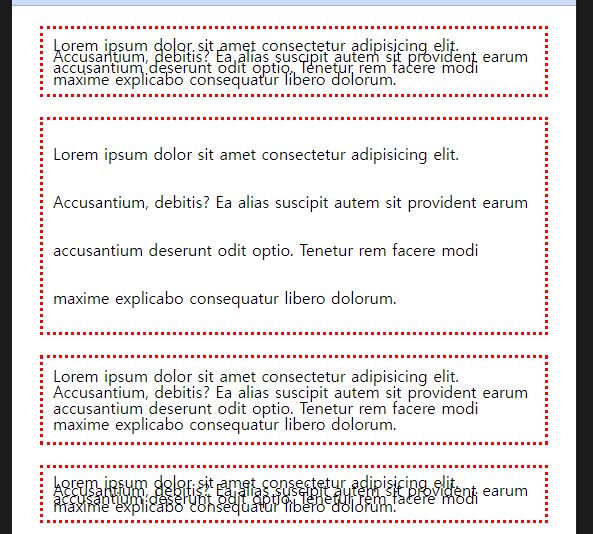 Lorem ipsum dolor sit amet consectetur adipisicing elit.
Accusantium, debitis? Ea alias suscipit autem sit provident earum
accusantium deserunt odit optio. Tenetur rem facere modi
maxime explicabo consequatur libero dolorum.
Lorem ipsum dolor sit amet consectetur adipisicing elit.
Accusantium, debitis? Ea alias suscipit autem sit provident earum
accusantium deserunt odit optio. Tenetur rem facere modi
maxime explicabo consequatur libero dolorum.
Lorem ipsum dolor sit amet consectetur adipisicing elit.
Accusantium, debitis? Ea alias suscipit autem sit provident earum
accusantium deserunt odit optio. Tenetur rem facere modi
maxime explicabo consequatur libero dolorum.
Lorem ipsum dolor sit amet consectetur adipisicing elit.
Accusantium, debitis? Ea alias suscipit autem sit provident earum
accusantium deserunt odit optio. Tenetur rem facere modi
maxime explicabo consequatur libero dolorum.